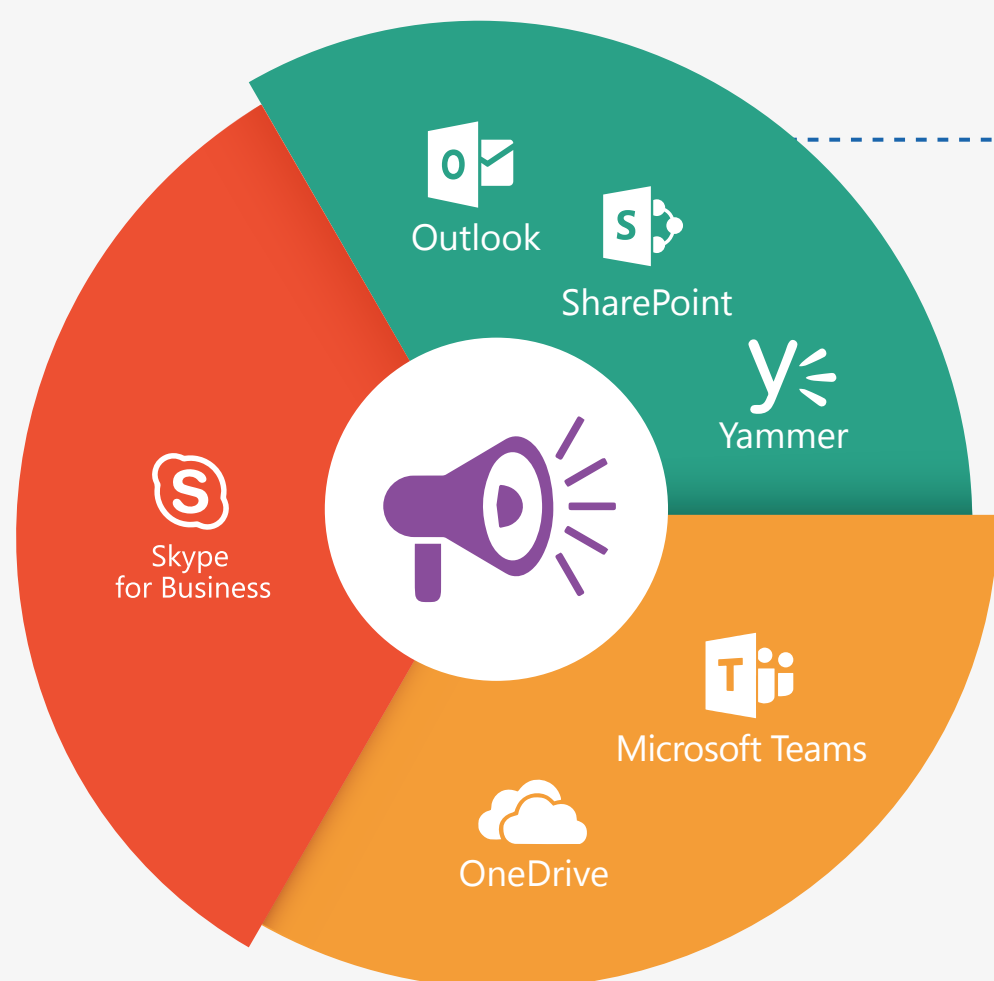 O
Outlook
S
SharePoint
y
Yammer
S
Skype
for Business
T
Microsoft Teams
OneDrive